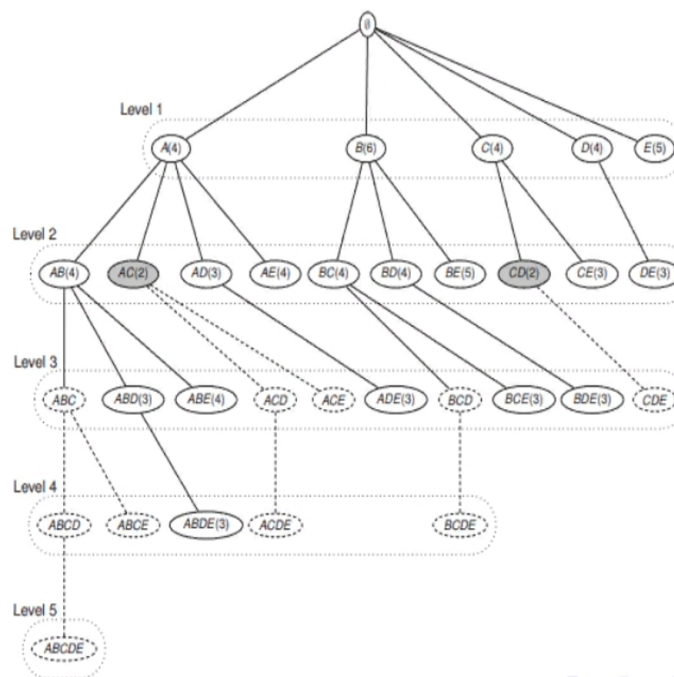 ∅
Level 1
A(4) B(6) C(4) D(4) E(5)
Level 2
AB(4) AC(2) AD(3) AE(4) BC(4) BD(4) BE(5) CD(2) CE(3) DE(3)
Level 3
ABC ABD(3) ABE(4) ACD ACE ADE(3) BCD BCE(3) BDE(3) CDE
Level 4
ABCD ABCE ABDE(3) ACDE BCDE
Level 5
ABCDE